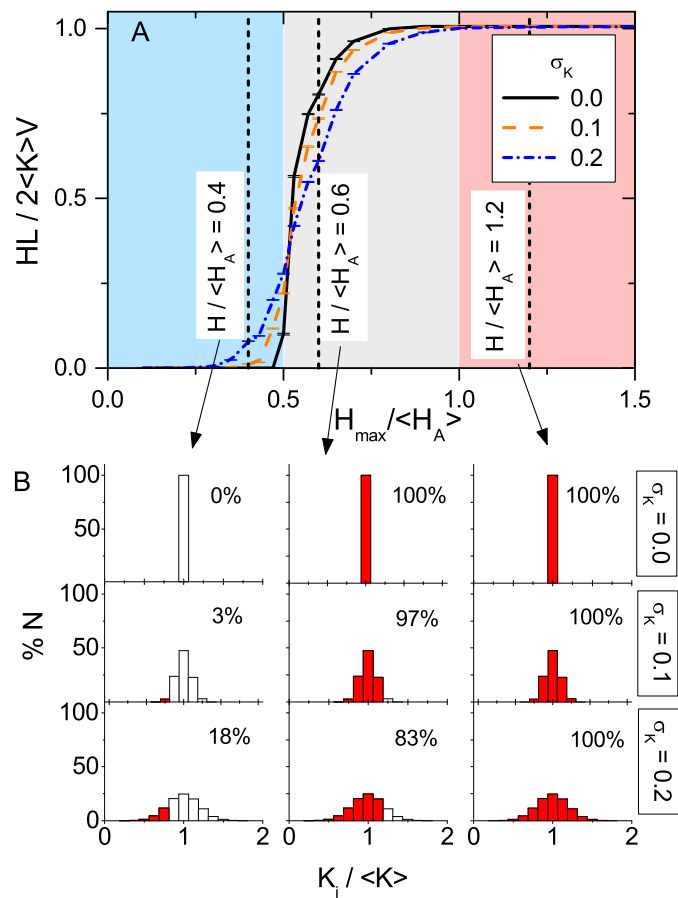 A
1.0
0.5
0.0
HL / 2<K>V
σK
0.0
0.1
0.2
H / <HA> = 0.4
H / <HA> = 0.6
H / <HA> = 1.2
0.0
0.5
1.0
1.5
Hmax/<HA>
B
% N
100
50
0%
100%
100%
σK = 0.0
100
50
3%
97%
100%
σK = 0.1
100
50
0
18%
83%
100%
σK = 0.2
0 1 2
0 1 2
0 1 2
Ki / <K>